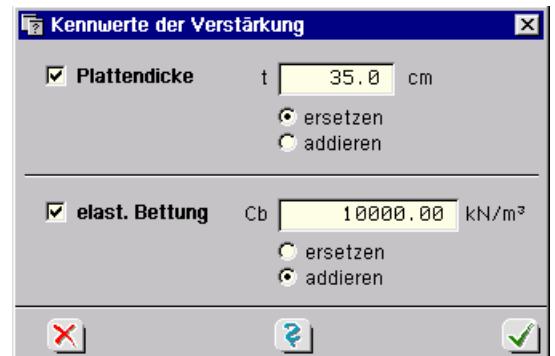 Kennwerte der Verstärkung
Plattendicke t 35.0 cm
ersetzen
addieren
elast. Bettung Cb 10000.00 kN/m³
ersetzen
addieren